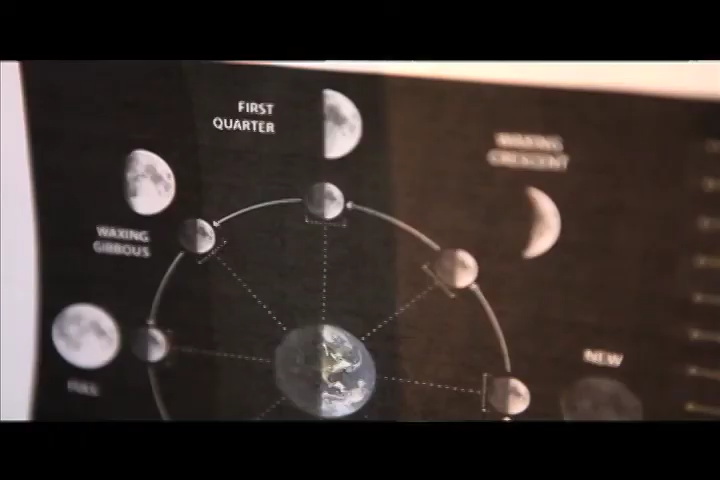 FIRST
QUARTER
WAXING
CRESCENT
WAXING
GIBBOUS
NEW
FULL